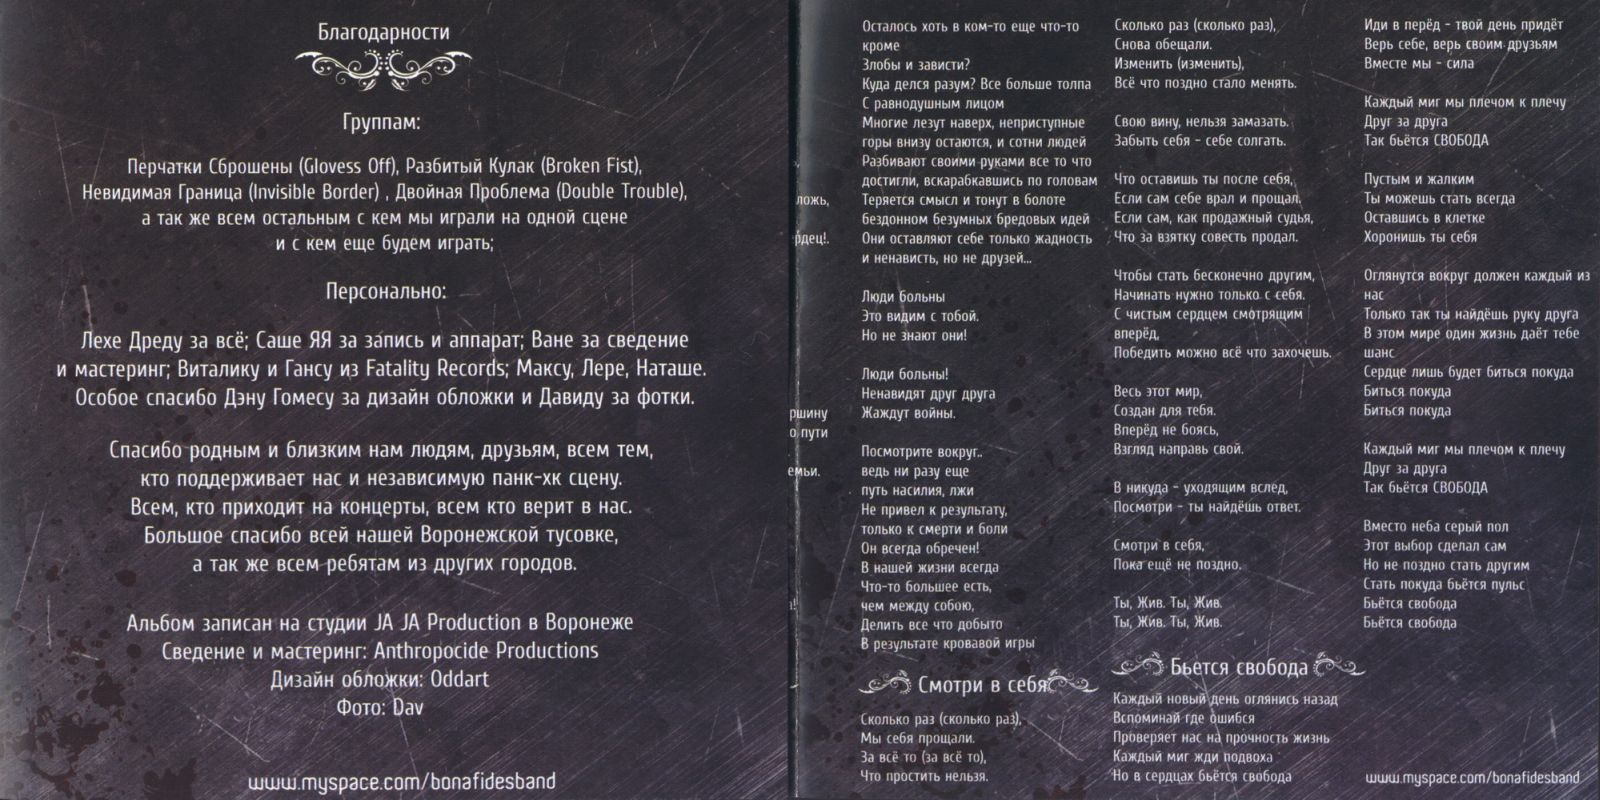 Благодарности
Группам:
Перчатки Сброшены (Glovess Off), Разбитый Кулак (Broken Fist),
Невидимая Граница (Invisible Border) , Двойная Проблема (Double Trouble),
а так же всем остальным с кем мы играли на одной сцене
и с кем еще будем играть;
Персонально:
Лехе Дреду за всё; Саше ЯЯ за запись и аппарат; Ване за сведение
и мастеринг; Виталику и Гансу из Fatality Records; Максу, Лере, Наташе.
Особое спасибо Дэну Гомесу за дизайн обложки и Давиду за фотки.
Спасибо родным и близким нам людям, друзьям, всем тем,
кто поддерживает нас и независимую панк-хк сцену.
Всем, кто приходит на концерты, всем кто верит в нас.
Большое спасибо всей нашей Воронежской тусовке,
а так же всем ребятам из других городов.
Альбом записан на студии JA JA Production в Воронеже
Сведение и мастеринг: Anthropocide Productions
Дизайн обложки: Oddart
Фото: Dav
www.myspace.com/bonafidesband
ложь,
рдец!.
ршину
о пути
емьи.
Осталось хоть в ком-то еще что-то
кроме
Злобы и зависти?
Куда делся разум? Все больше толпа
С равнодушным лицом
Многие лезут наверх, неприступные
горы внизу остаются, и сотни людей
Разбивают своими руками все то что
достигли, вскарабкавшись по головам
Теряется смысл и тонут в болоте
бездонном безумных бредовых идей
Они оставляют себе только жадность
и ненависть, но не друзей...
Люди больны
Это видим с тобой.
Но не знают они!
Люди больны!
Ненавидят друг друга
Жаждут войны.
Посмотрите вокруг..
ведь ни разу еще
путь насилия, лжи
Не привел к результату,
только к смерти и боли
Он всегда обречен!
В нашей жизни всегда
Что-то большее есть,
чем между собою,
Делить все что добыто
В результате кровавой игры
Смотри в себя
Сколько раз (сколько раз),
Мы себя прощали.
За всё то (за всё то),
Что простить нельзя.
Сколько раз (сколько раз),
Снова обещали.
Изменить (изменить),
Всё что поздно стало менять.
Свою вину, нельзя замазать.
Забыть себя - себе солгать.
Что оставишь ты после себя,
Если сам себе врал и прощал.
Если сам, как продажный судья,
Что за взятку совесть продал.
Чтобы стать бесконечно другим,
Начинать нужно только с себя.
С чистым сердцем смотрящим
вперёд,
Победить можно всё что захочешь.
Весь этот мир,
Создан для тебя.
Вперёд не боясь,
Взгляд направь свой.
В никуда - уходящим вслед,
Посмотри - ты найдёшь ответ.
Смотри в себя,
Пока ещё не поздно.
Ты, Жив. Ты, Жив.
Ты, Жив. Ты, Жив.
Бьется свобода
Каждый новый день оглянись назад
Вспоминай где ошибся
Проверяет нас на прочность жизнь
Каждый миг жди подвоха
Но в сердцах бьётся свобода
Иди в перёд - твой день придёт
Верь себе, верь своим друзьям
Вместе мы - сила
Каждый миг мы плечом к плечу
Друг за друга
Так бьётся СВОБОДА
Пустым и жалким
Ты можешь стать всегда
Оставшись в клетке
Хоронишь ты себя
Оглянутся вокруг должен каждый из
нас
Только так ты найдёшь руку друга
В этом мире один жизнь даёт тебе
шанс
Сердце лишь будет биться покуда
Биться покуда
Биться покуда
Каждый миг мы плечом к плечу
Друг за друга
Так бьётся СВОБОДА
Вместо неба серый пол
Этот выбор сделал сам
Но не поздно стать другим
Стать покуда бьётся пульс
Бьётся свобода
Бьётся свобода
www.myspace.com/bonafidesband